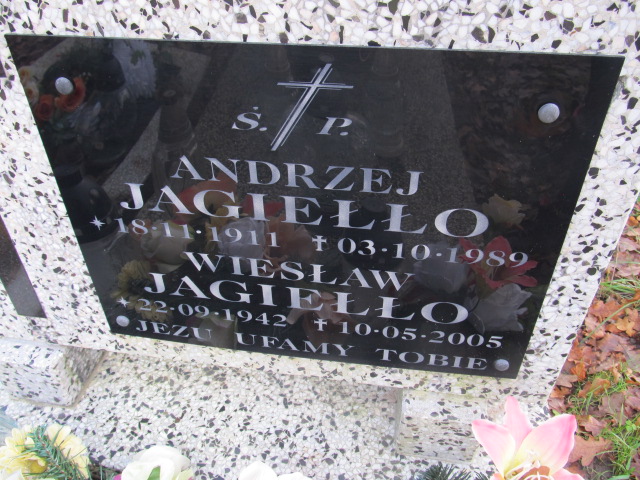 Ś. P.
ANDRZEJ
JAGIEŁŁO
* 18·11·1911 ✝ 03·10·1989
WIESŁAW
JAGIEŁŁO
* 22·09·1942 ✝ 10·05·2005
JEZU UFAMY TOBIE